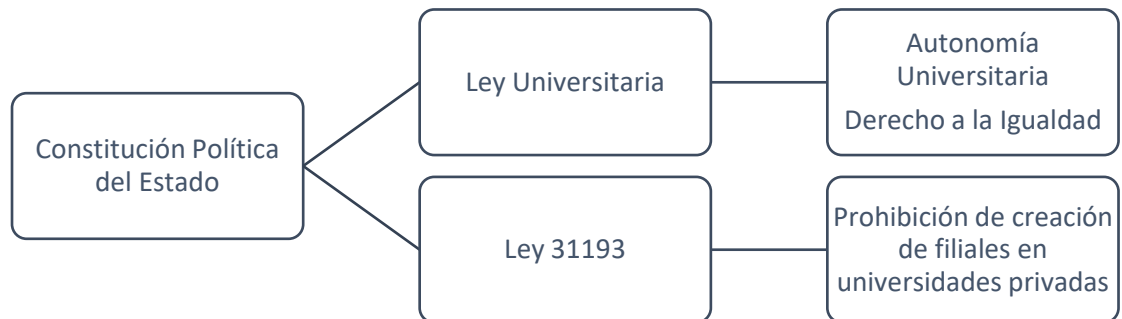 Constitución Política
del Estado
Ley Universitaria
Autonomía
Universitaria
Derecho a la Igualdad
Ley 31193
Prohibición de creación
de filiales en
universidades privadas